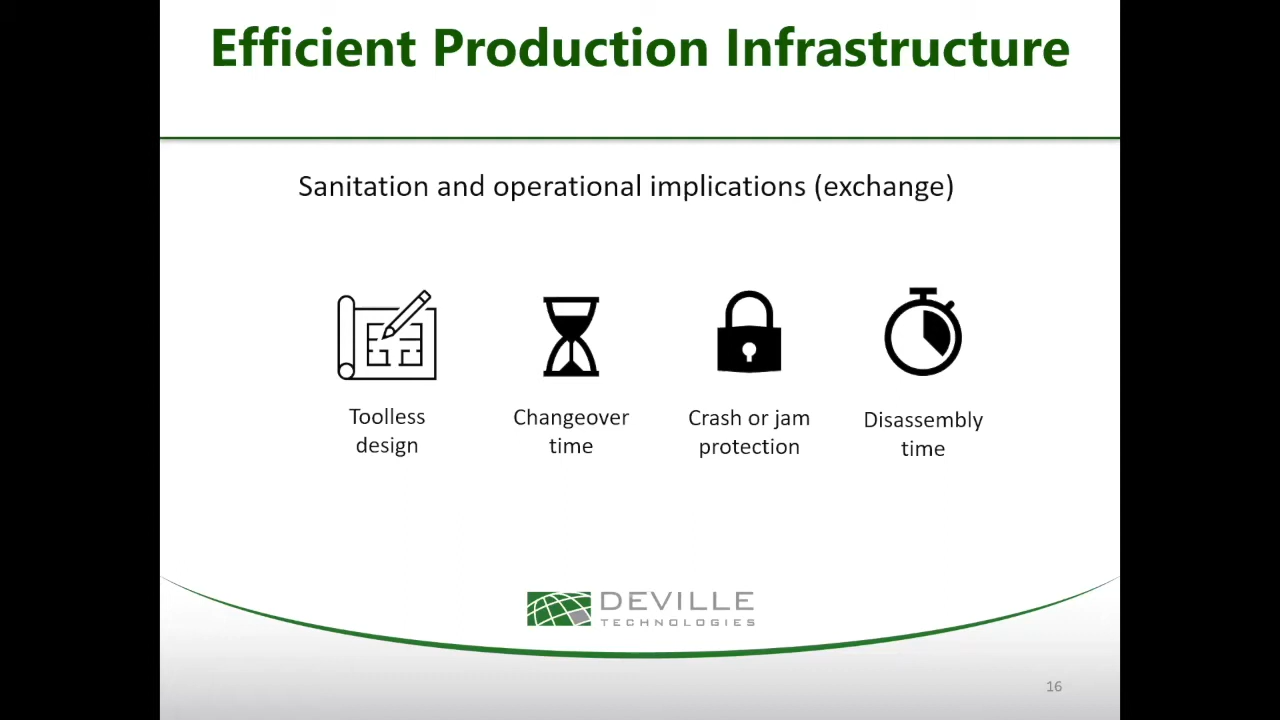 Efficient Production Infrastructure
Sanitation and operational implications (exchange)
Toolless
design
Changeover
time
Crash or jam
protection
Disassembly
time
DEVILLE
TECHNOLOGIES
16